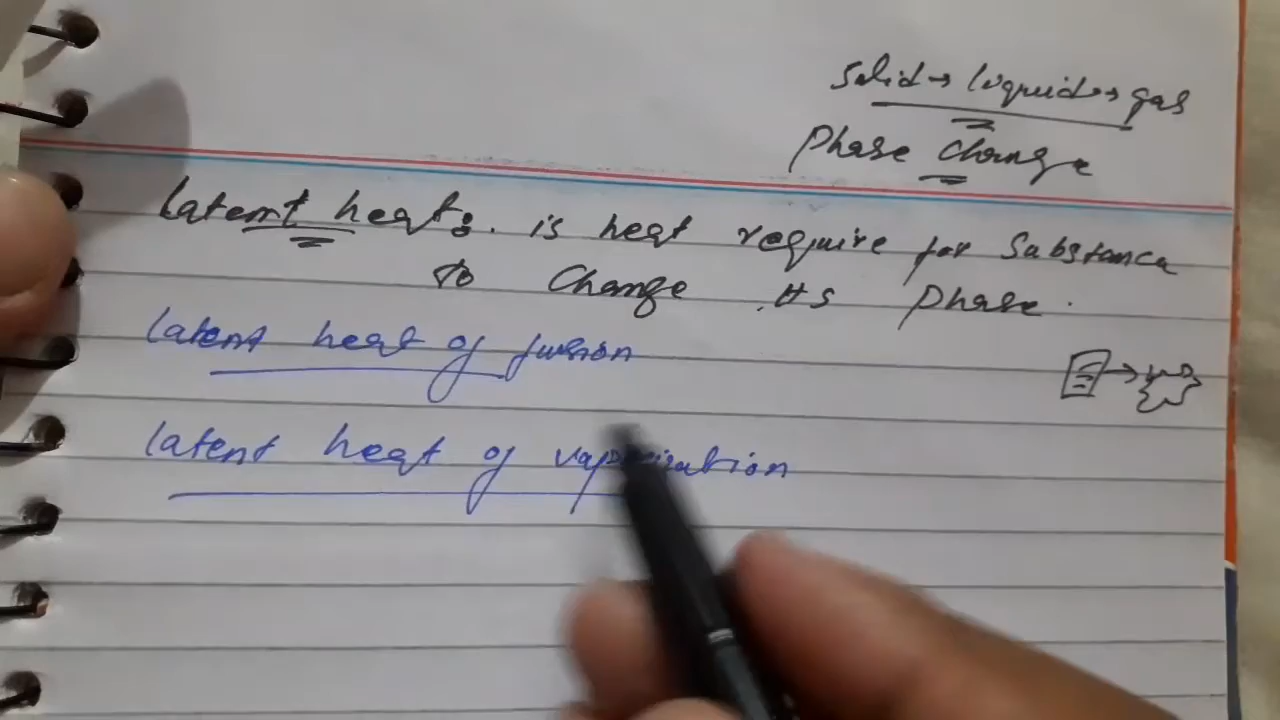 Solid → liquid → gas
Phase change
latent heat: is heat require for Substance
to Change its phase.
latent heat of fusion
latent heat of vaporization